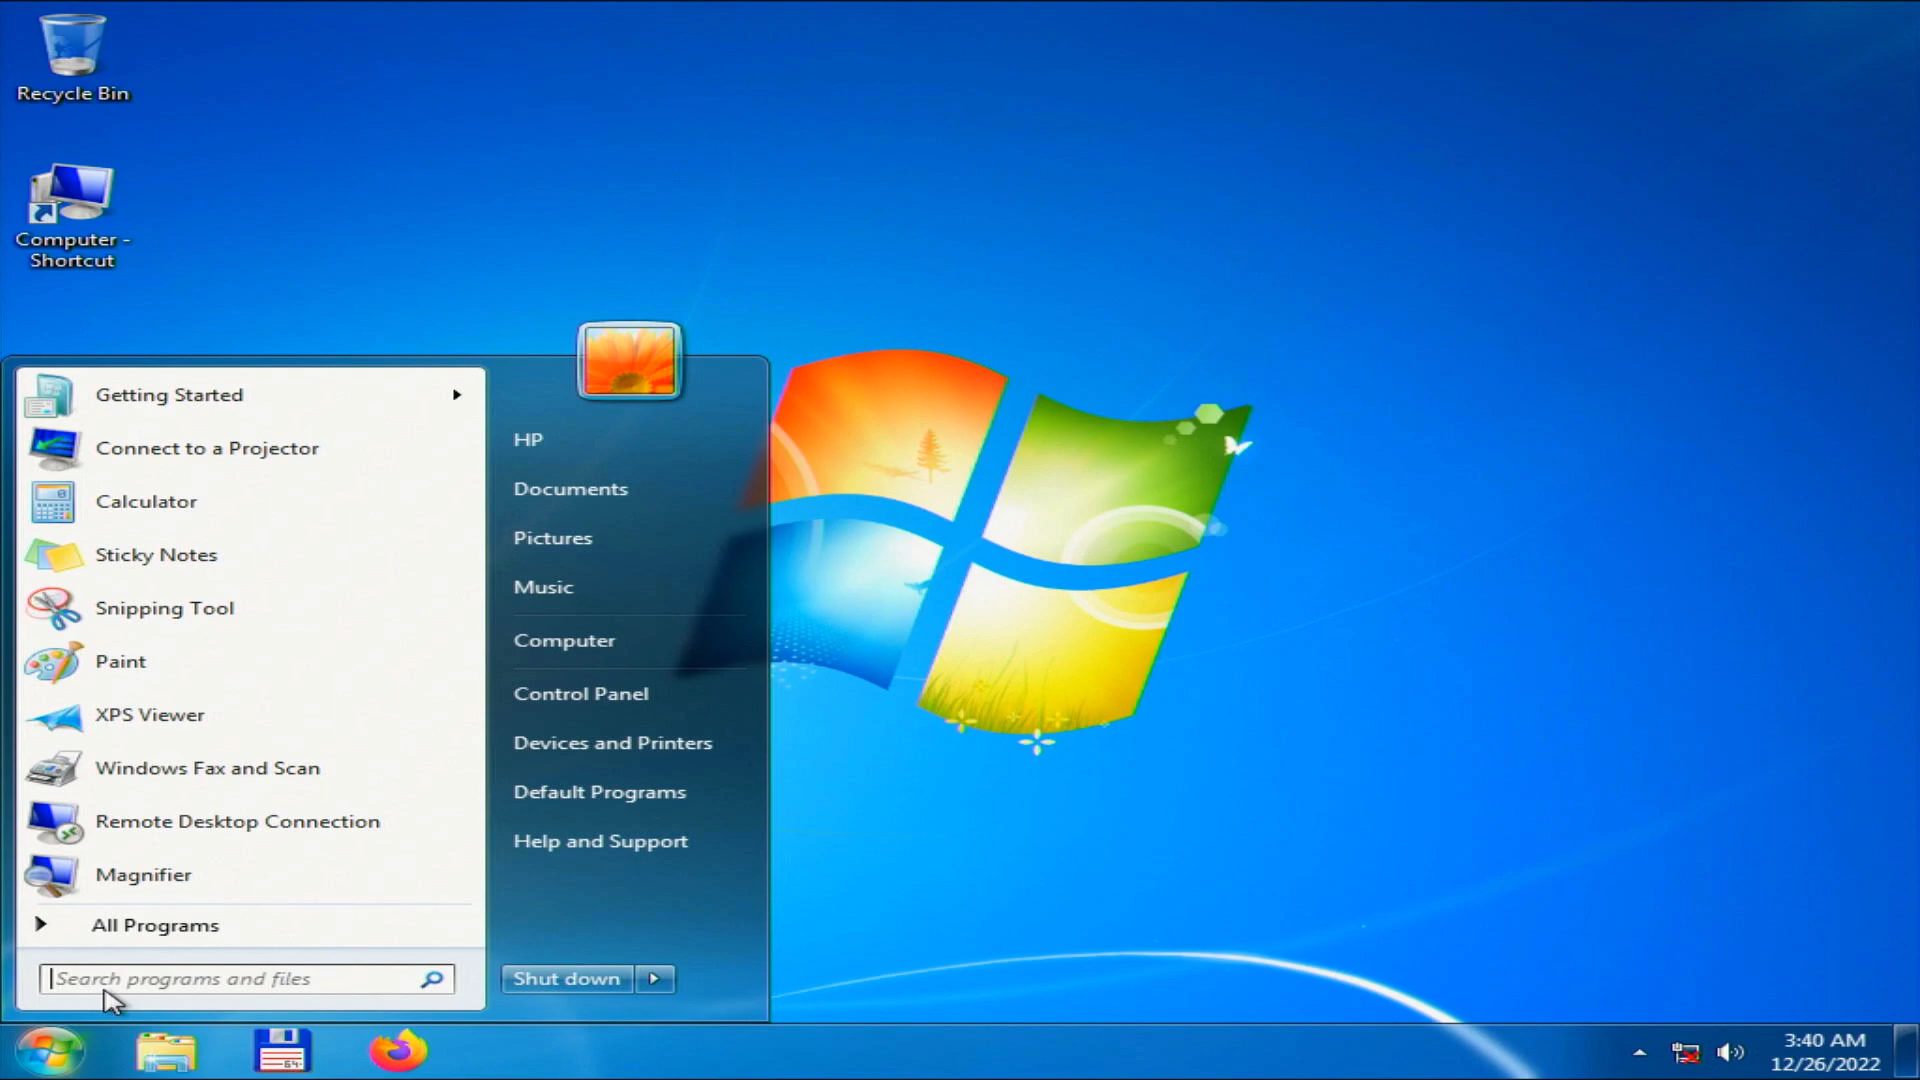 Recycle Bin
Computer -
Shortcut
Getting Started
Connect to a Projector
Calculator
Sticky Notes
Snipping Tool
Paint
XPS Viewer
Windows Fax and Scan
Remote Desktop Connection
Magnifier
All Programs
Search programs and files
HP
Documents
Pictures
Music
Computer
Control Panel
Devices and Printers
Default Programs
Help and Support
Shut down
64
3:40 AM
12/26/2022